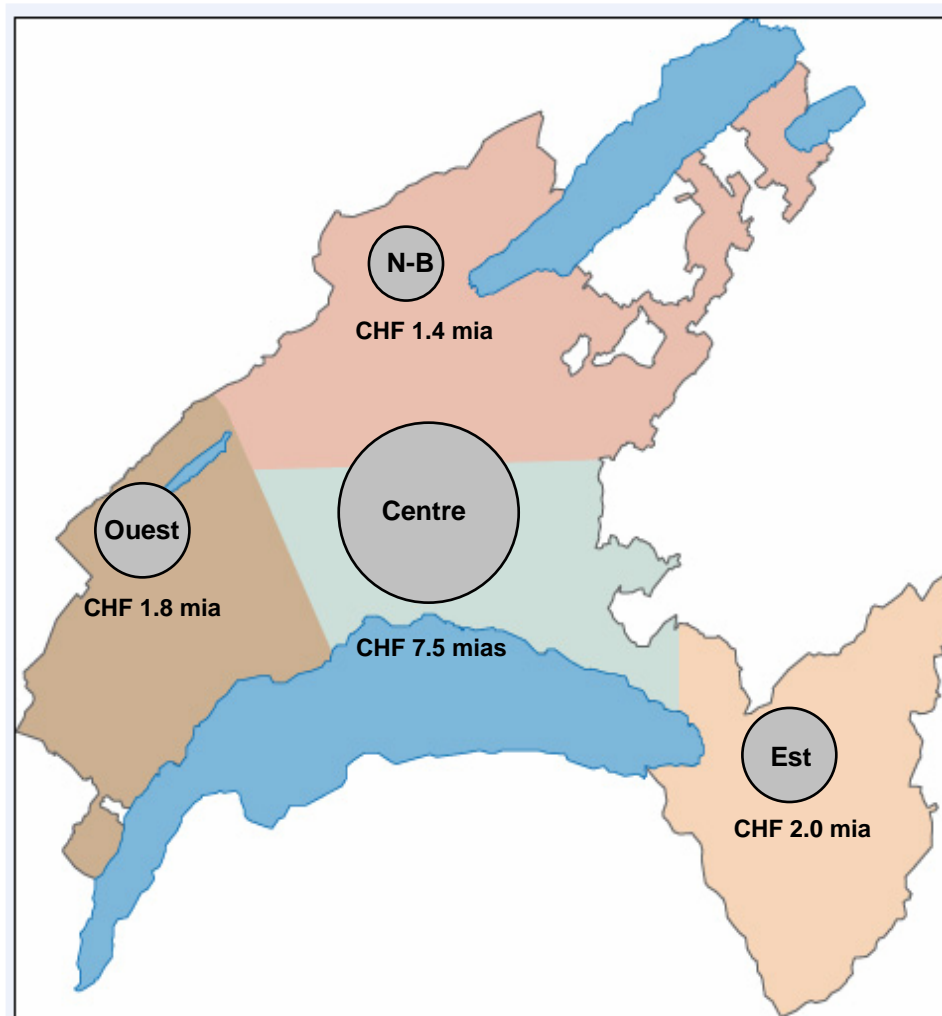 N-B
CHF 1.4 mia
Centre
Ouest
CHF 1.8 mia
CHF 7.5 mias
Est
CHF 2.0 mia